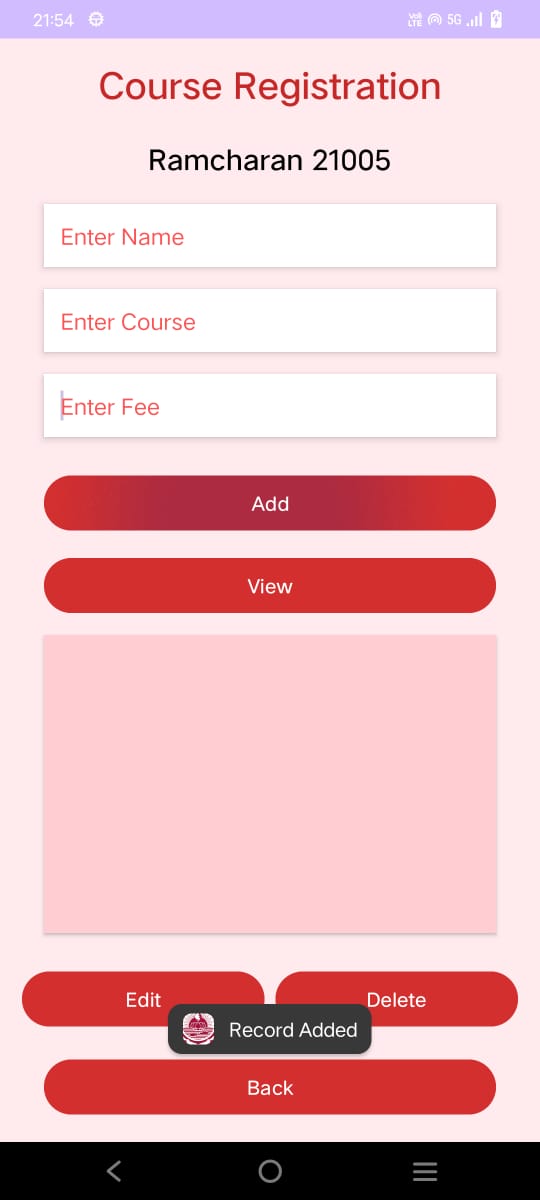 21:54 Vo) LTE 5G
Course Registration
Ramcharan 21005
Enter Name
Enter Course
Enter Fee
Add
View
Edit Delete
Record Added
Back